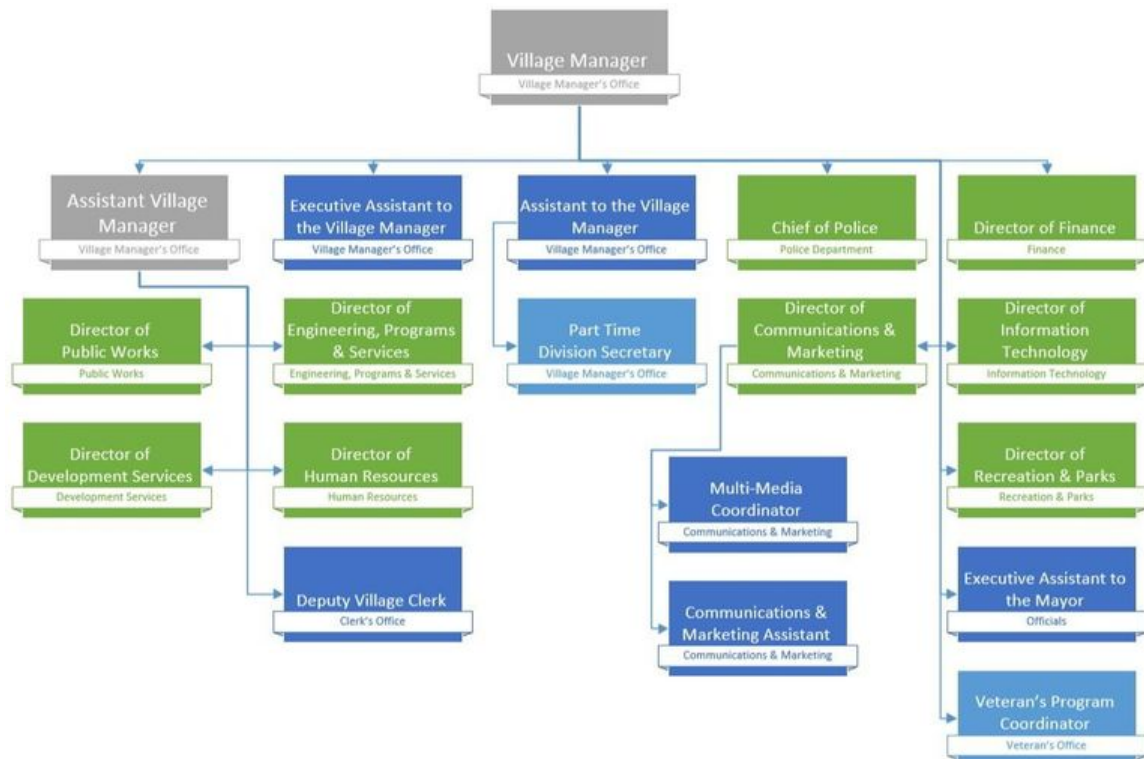 Village Manager
Village Manager's Office
Assistant Village
Manager
Village Manager's Office
Executive Assistant to
the Village Manager
Village Manager's Office
Assistant to the Village
Manager
Village Manager's Office
Chief of Police
Police Department
Director of Finance
Finance
Director of
Public Works
Public Works
Director of
Engineering, Programs
& Services
Engineering, Programs & Services
Part Time
Division Secretary
Village Manager's Office
Director of
Communications &
Marketing
Communications & Marketing
Director of
Information
Technology
Information Technology
Director of
Development Services
Development Services
Director of
Human Resources
Human Resources
Multi-Media
Coordinator
Communications & Marketing
Director of
Recreation & Parks
Recreation & Parks
Deputy Village Clerk
Clerk's Office
Communications &
Marketing Assistant
Communications & Marketing
Executive Assistant to
the Mayor
Officials
Veteran's Program
Coordinator
Veteran's Office